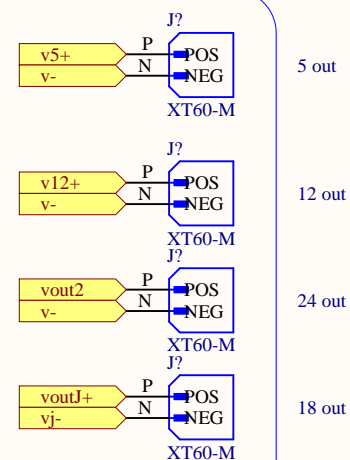 J?
v5+ P POS
v- N NEG
5 out
XT60-M
J?
v12+ P POS
v- N NEG
12 out
XT60-M
J?
vout2 P POS
v- N NEG
24 out
XT60-M
J?
voutJ+ P POS
vj- N NEG
18 out
XT60-M